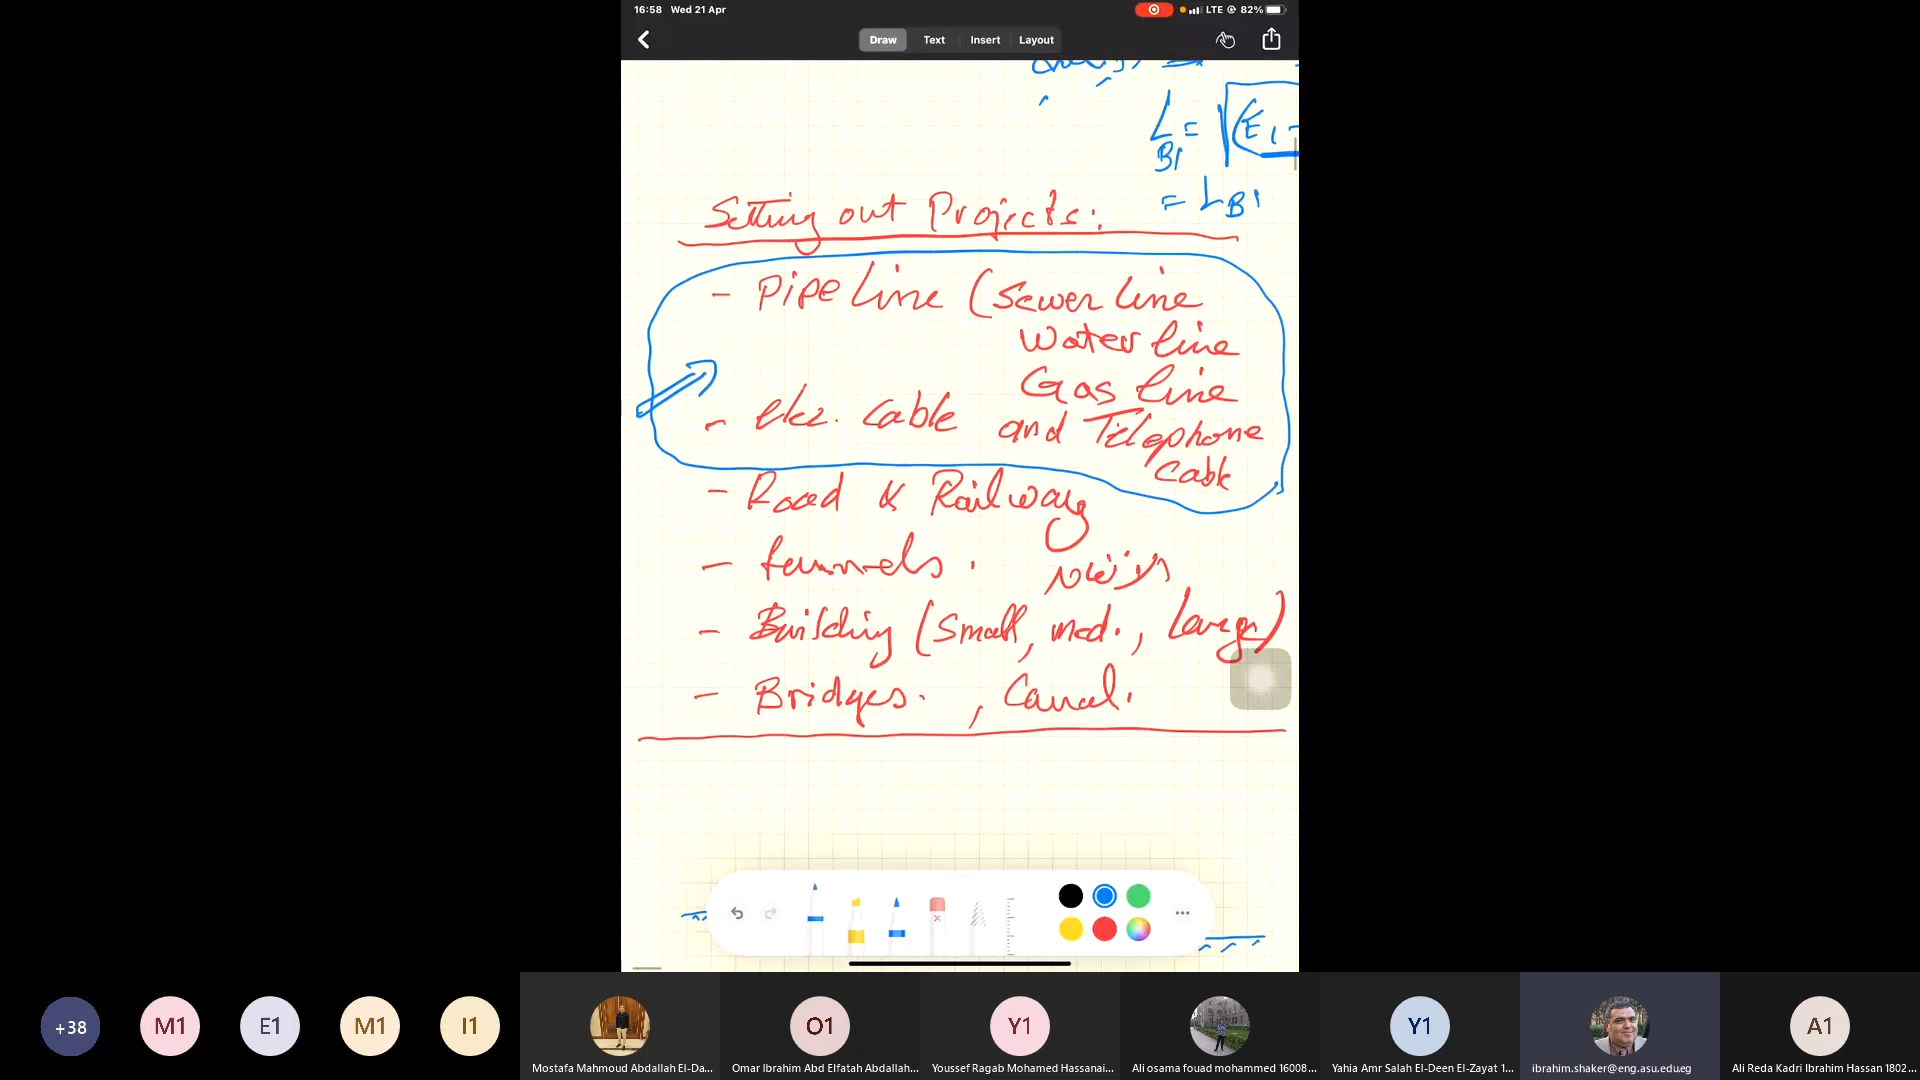 16:58 Wed 21 Apr
LTE 82%
Draw Text Insert Layout
L = √(E1-
B1
= LB1
Setting out Projects:
- Pipe Line (Sewer line
Water line
Gas line
- elec. cable and Telephone
cable
- Road & Railway
- tunnels.
- Building (Small, med., Large)
- Bridges. , Canal.
+38
M1
E1
M1
I1
O1
Y1
Y1
A1
Mostafa Mahmoud Abdallah El-Da...
Omar Ibrahim Abd Elfatah Abdallah...
Youssef Ragab Mohamed Hassanai...
Ali osama fouad mohammed 16008...
Yahia Amr Salah El-Deen El-Zayat 1...
ibrahim.shaker@eng.asu.edu.eg
Ali Reda Kadri Ibrahim Hassan 1802...